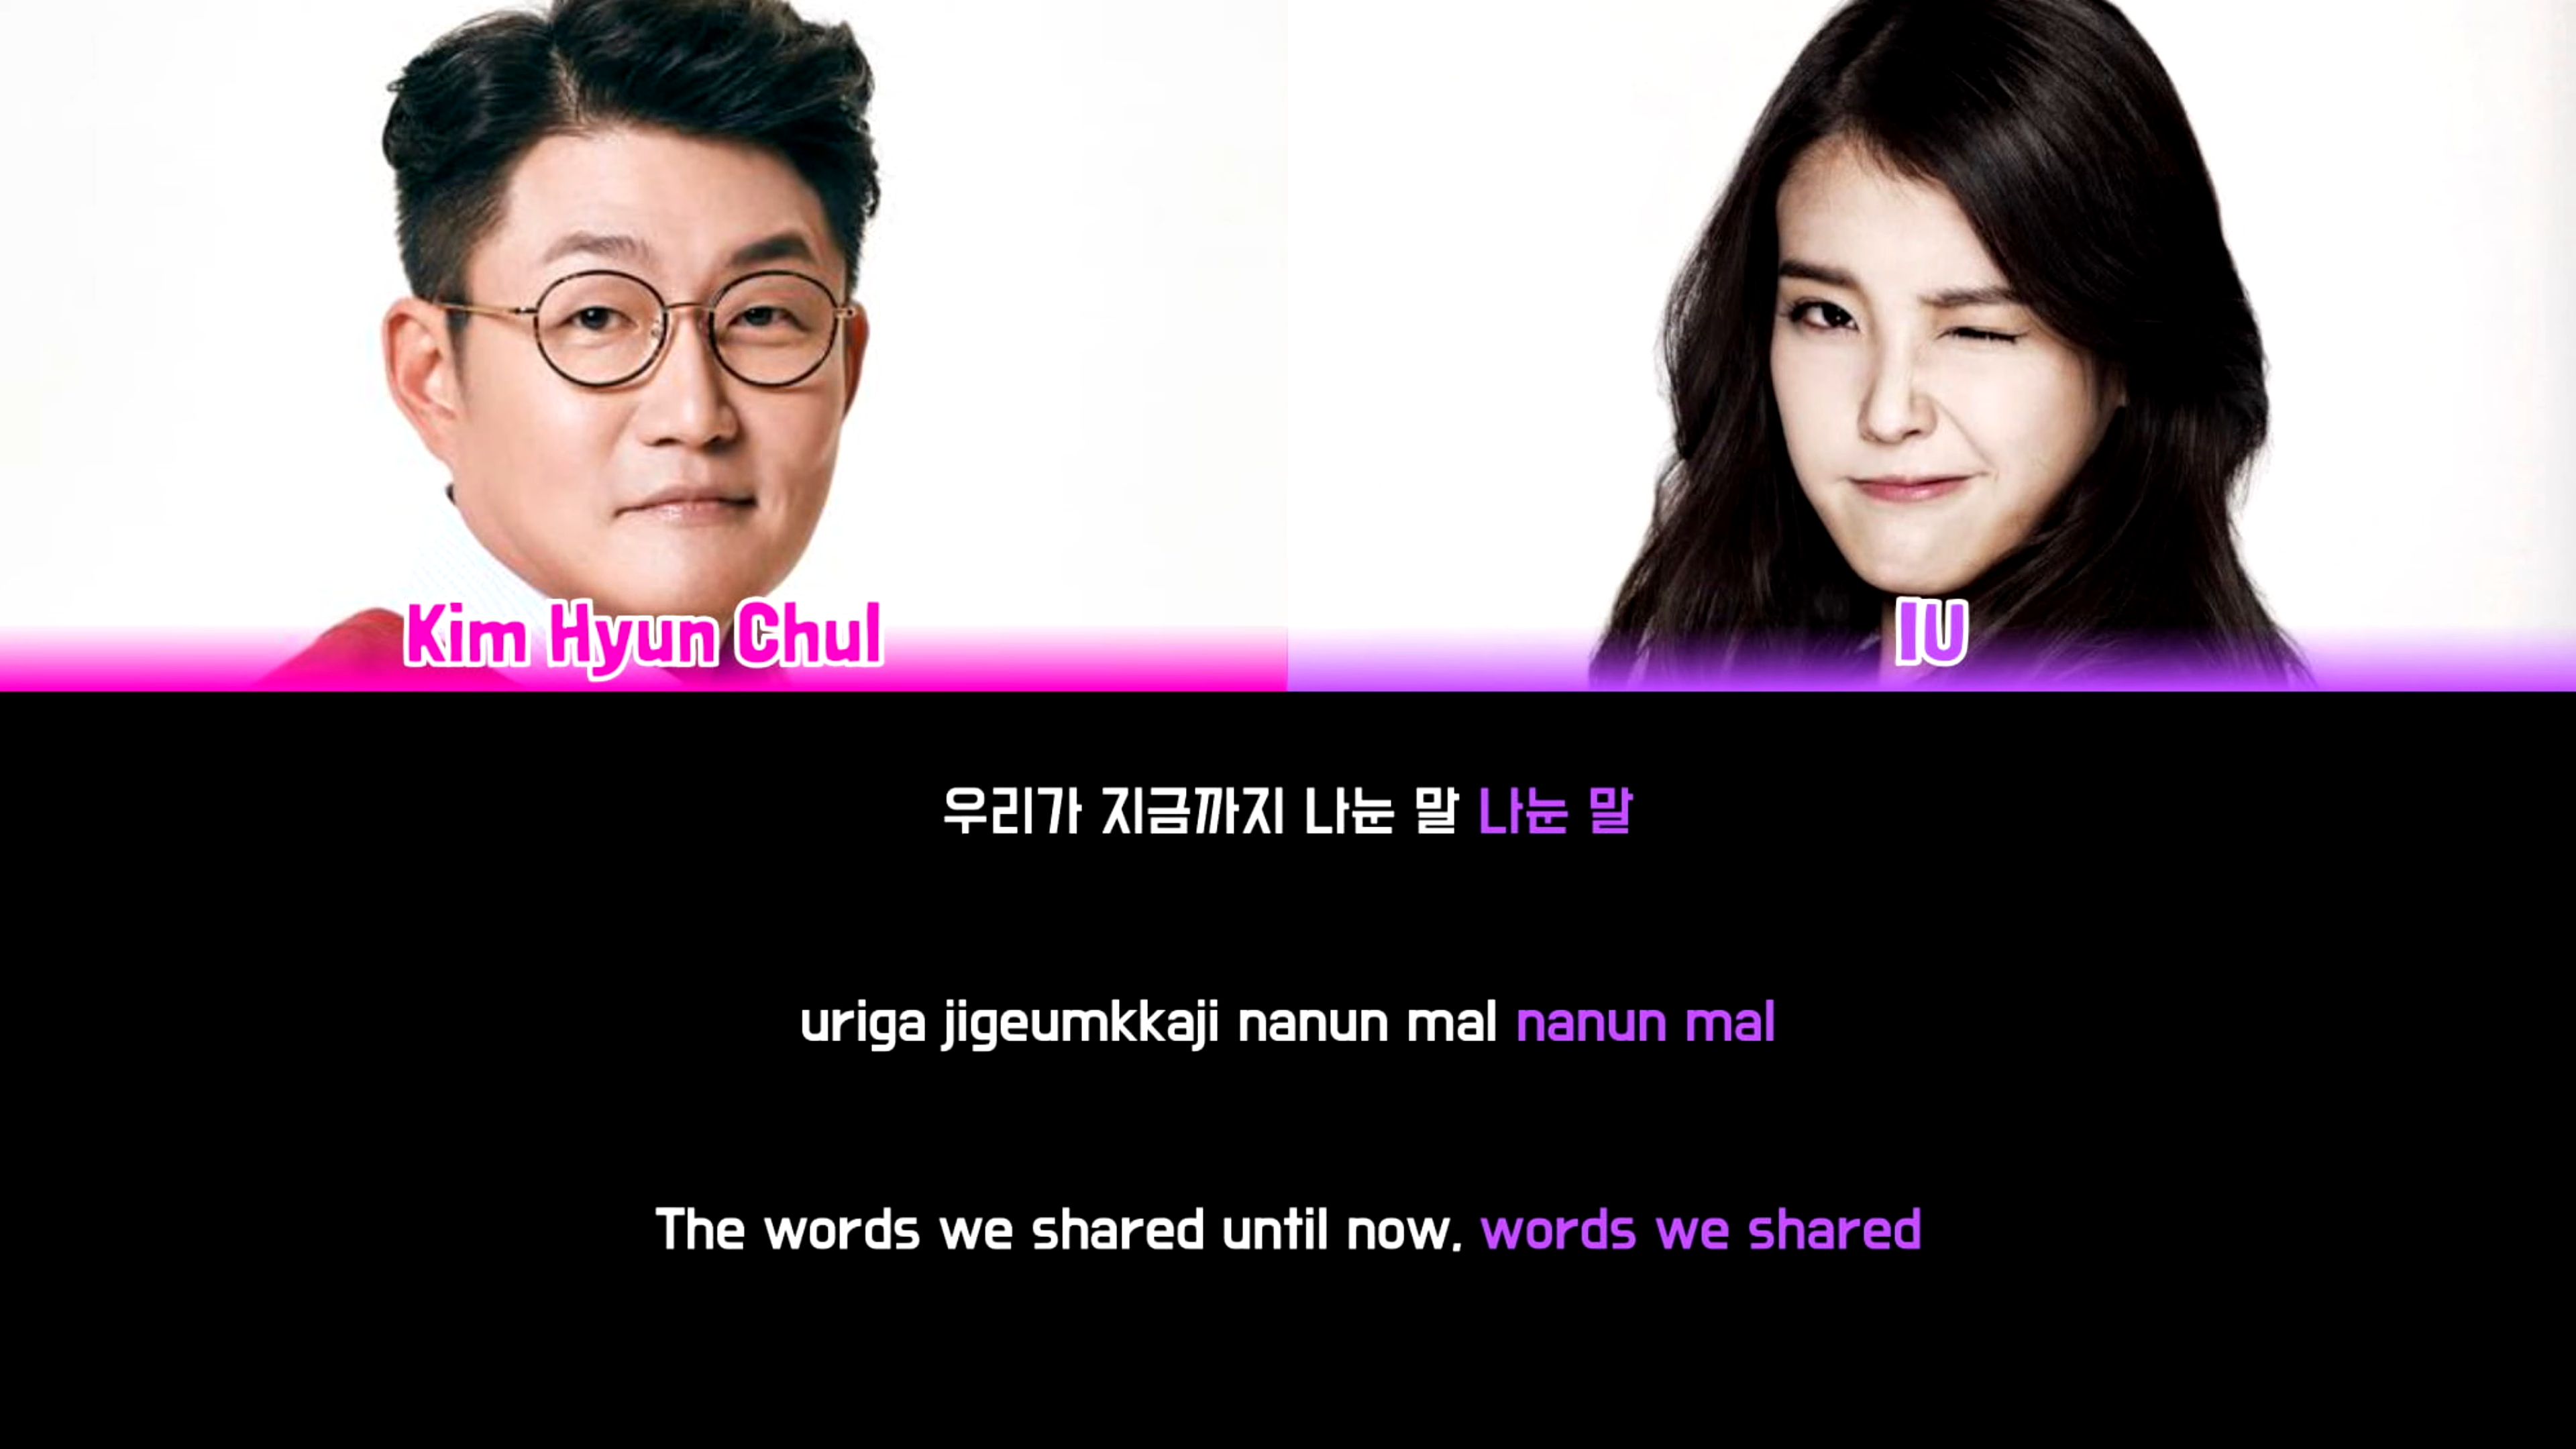 Kim Hyun Chul
IU
우리가 지금까지 나눈 말 나눈 말
uriga jigeumkkaji nanun mal nanun mal
The words we shared until now, words we shared